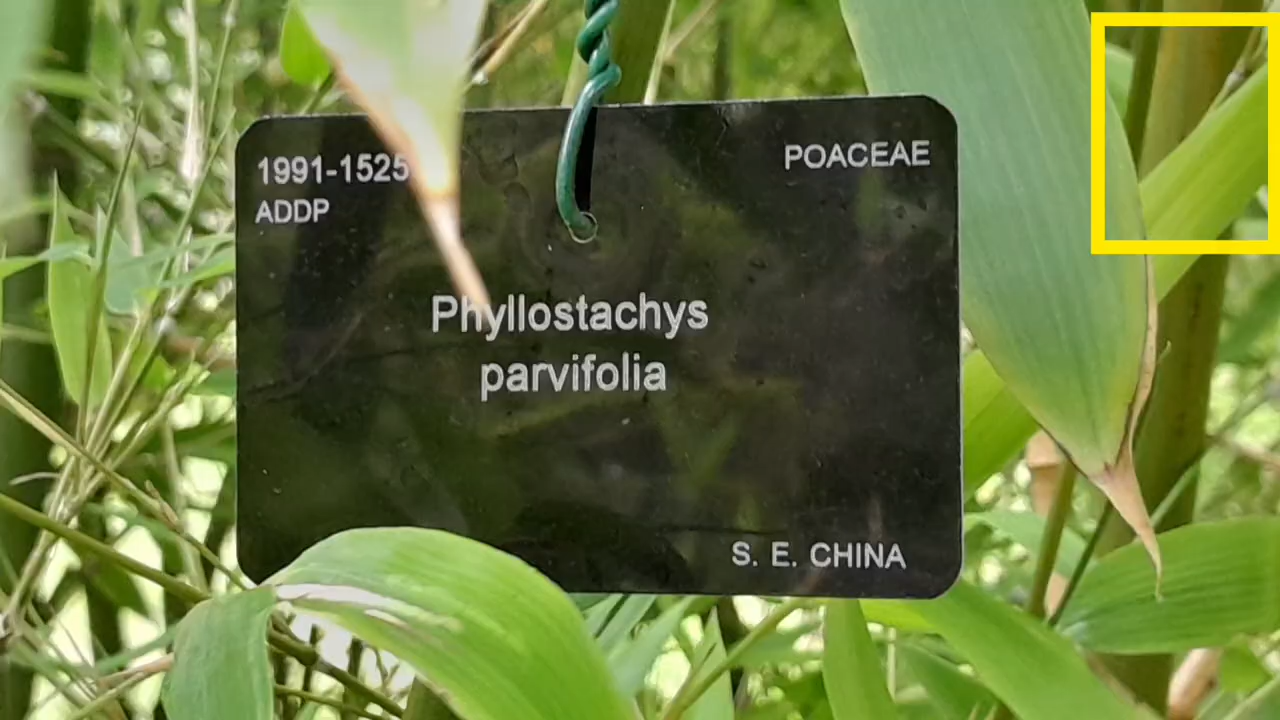 1991-1525
ADDP
POACEAE
Phyllostachys
parvifolia
S. E. CHINA